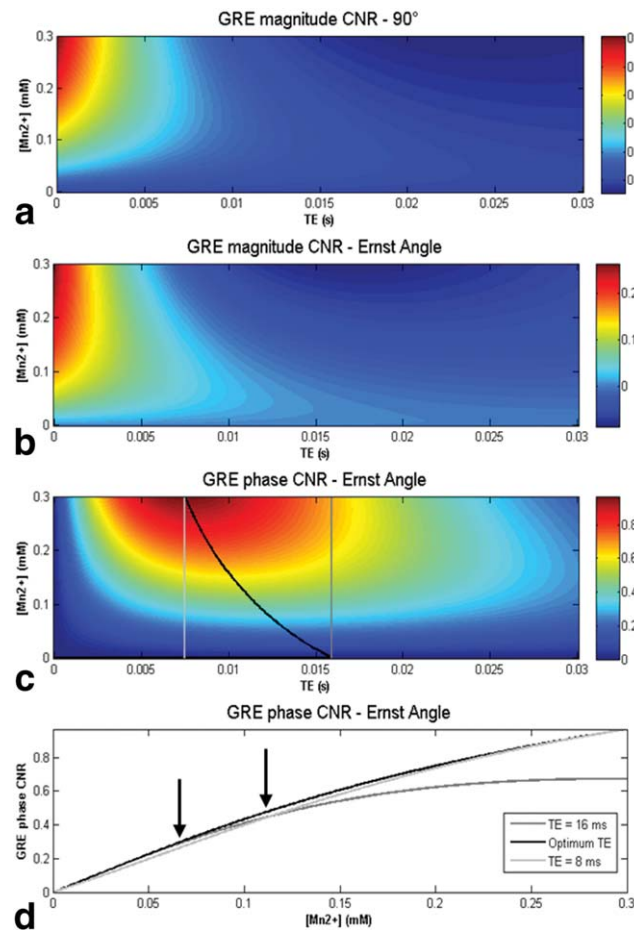 GRE magnitude CNR - 90°
[Mn2+] (mM)
0.3
0.2
0.1
0
0
0.005
0.01
0.015
0.02
0.025
0.03
TE (s)
a
GRE magnitude CNR - Ernst Angle
[Mn2+] (mM)
0.3
0.2
0.1
0
0
0.005
0.01
0.015
0.02
0.025
0.03
TE (s)
0.2
0.1
0
b
GRE phase CNR - Ernst Angle
[Mn2+] (mM)
0.3
0.2
0.1
0
0
0.005
0.01
0.015
0.02
0.025
0.03
TE (s)
0.8
0.6
0.4
0.2
0
c
GRE phase CNR - Ernst Angle
GRE phase CNR
0.8
0.6
0.4
0.2
0
0
0.05
0.1
0.15
0.2
0.25
0.3
[Mn2+] (mM)
TE = 16 ms
Optimum TE
TE = 8 ms
d